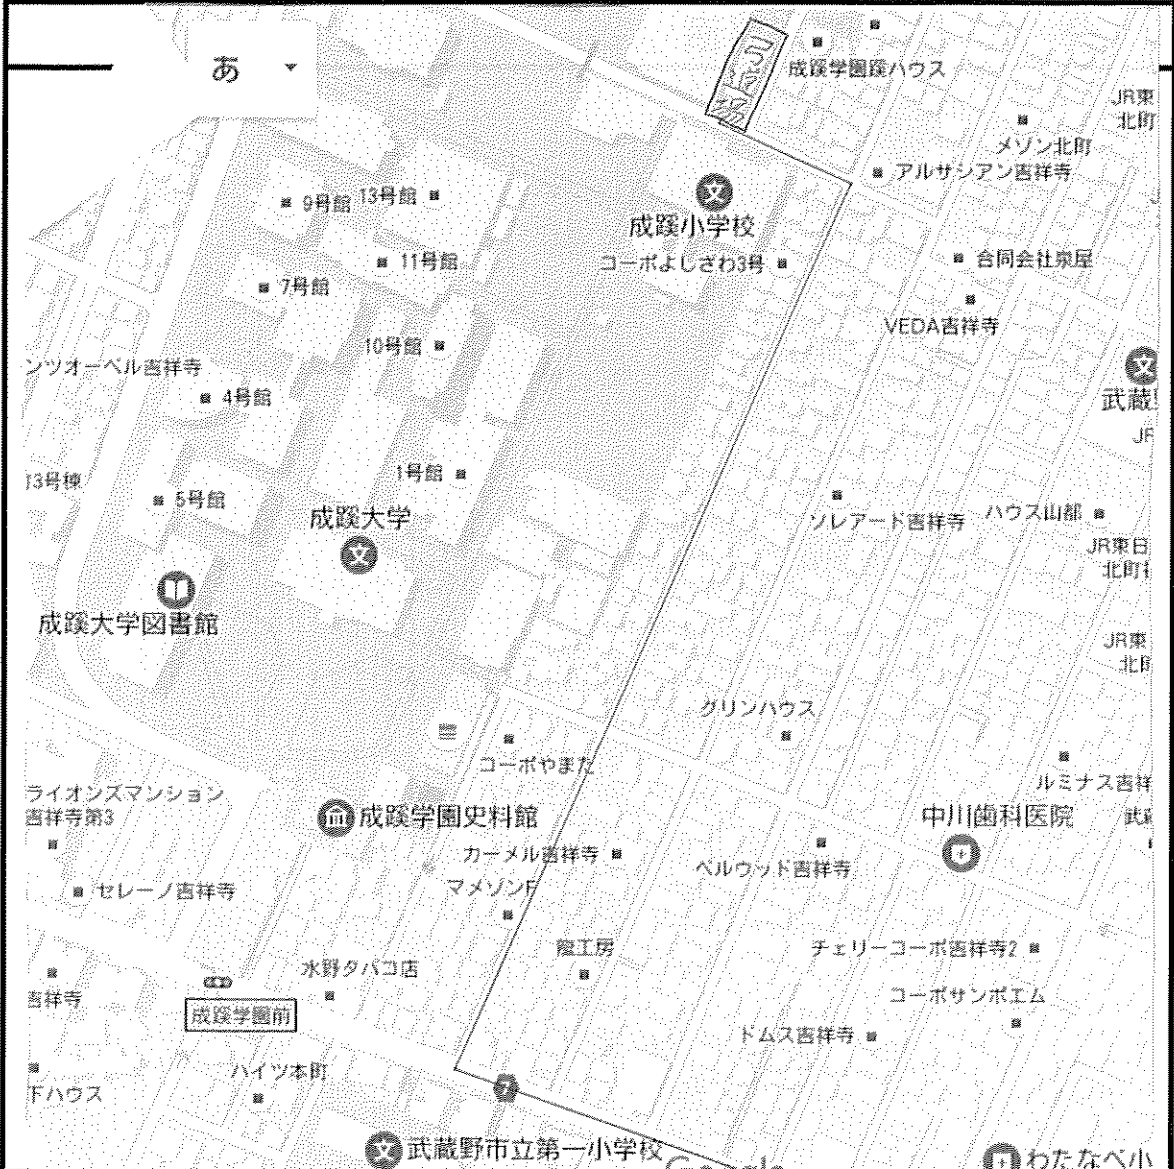 あ
弓道場
成蹊学園蹊ハウス
JR東
北町
メゾン北町
アルサシアン吉祥寺
9号館
13号館
成蹊小学校
11号館
コーポよしざわ3号
合同会社泉屋
7号館
VEDA吉祥寺
10号館
ンツオーベル吉祥寺
4号館
武蔵
JF
1号館
13号棟
5号館
成蹊大学
ソレアード吉祥寺
ハウス山都
JR東日
北町
成蹊大学図書館
JR東
北町
グリンハウス
コーポやまた
ルミナス吉祥
ライオンズマンション
吉祥寺第3
成蹊学園史料館
中川歯科医院
カーメル吉祥寺
ベルウッド吉祥寺
セレーノ吉祥寺
マメゾンF
龍工房
チェリーコーポ吉祥寺2
水野タバコ店
吉祥寺
コーポサンポエム
成蹊学園前
トムス吉祥寺
ハイツ本町
下ハウス
7
武蔵野市立第一小学校
Google
わたなべ小